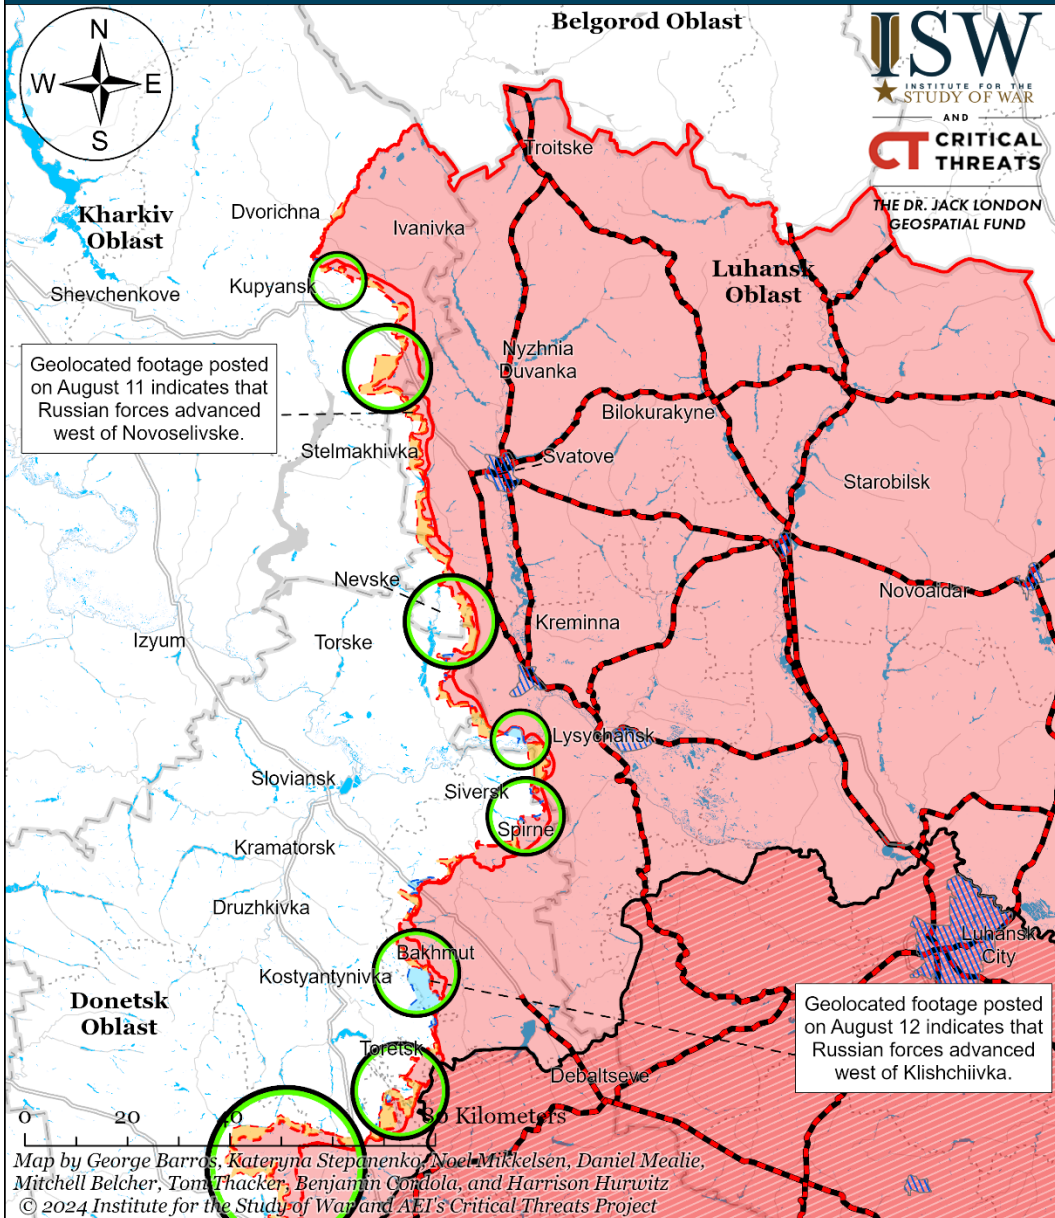 Belgorod Oblast
ISW
INSTITUTE FOR THE
STUDY OF WAR
AND
CT CRITICAL
THREATS
THE DR. JACK LONDON
GEOSPATIAL FUND
N
W E
S
Troitske
Dvorichna
Kharkiv
Oblast
Ivanivka
Luhansk
Oblast
Kupyansk
Shevchenkove
Geolocated footage posted
on August 11 indicates that
Russian forces advanced
west of Novoselivske.
Nyzhnia
Duvanka
Bilokurakyne
Stelmakhivka
Svatove
Starobilsk
Nevske
Novoaidar
Kreminna
Izyum
Torske
Lysychansk
Sloviansk
Siversk
Spirne
Kramatorsk
Druzhkivka
Luhansk
City
Bakhmut
Kostyantynivka
Donetsk
Oblast
Geolocated footage posted
on August 12 indicates that
Russian forces advanced
west of Klishchiivka.
Toretsk
Debaltseve
0 20 40 80 Kilometers
Map by George Barros, Kateryna Stepanenko, Noel Mikkelsen, Daniel Mealie,
Mitchell Belcher, Tom Thacker, Benjamin Cordola, and Harrison Hurwitz
© 2024 Institute for the Study of War and AEI's Critical Threats Project